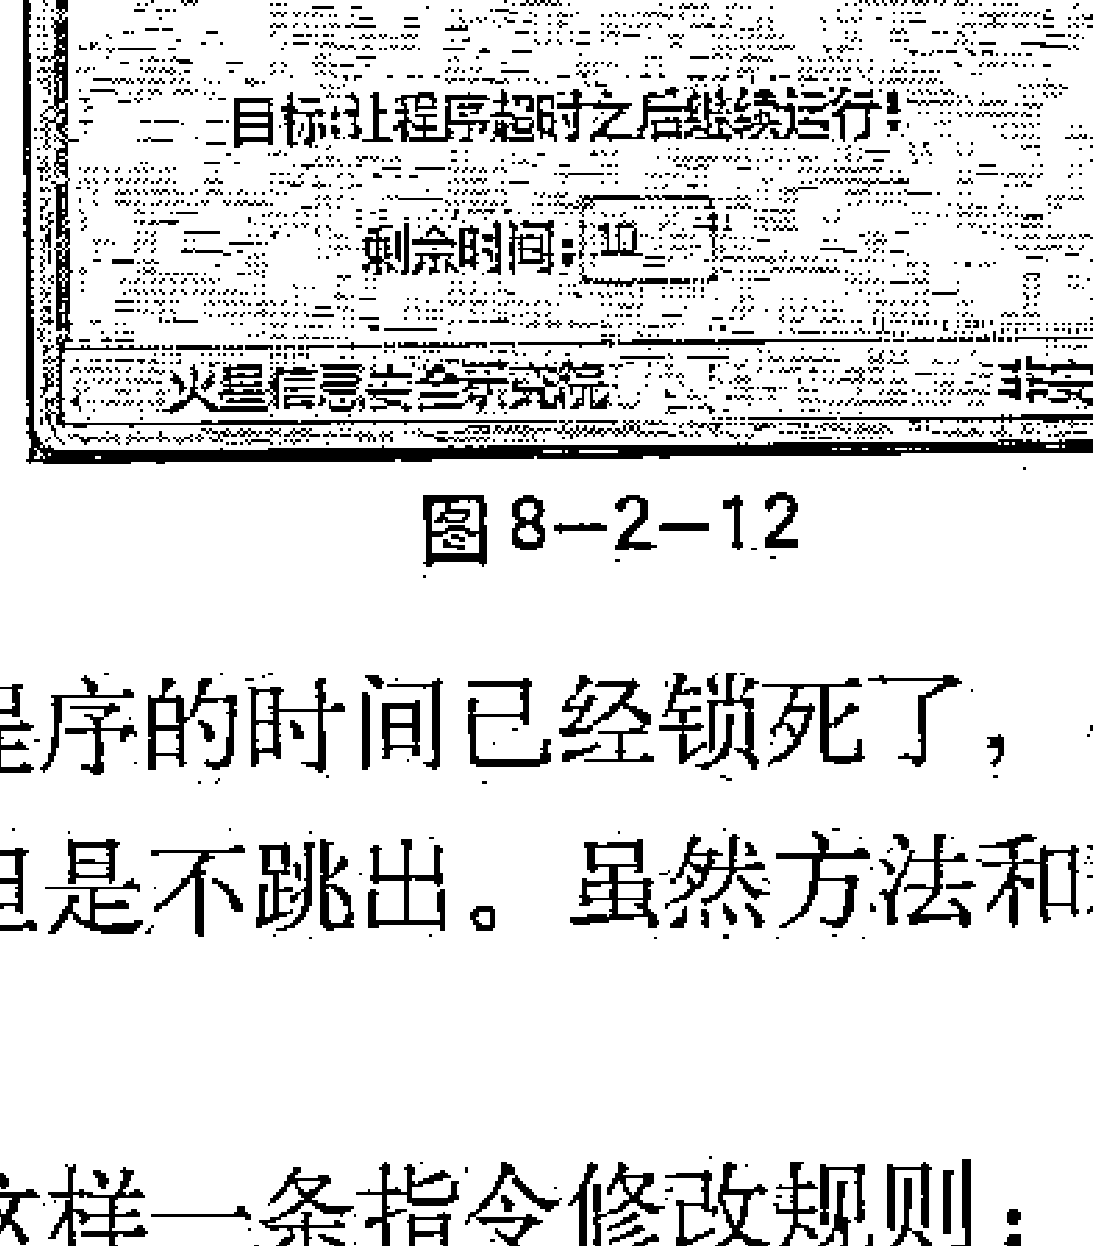 目标:让程序超时之后继续运行!
剩余时间: 10
火星信息安全研究院
图8-2-12
程序的时间已经锁死了，
但是不跳出。虽然方法和
这样一条指令修改规则：